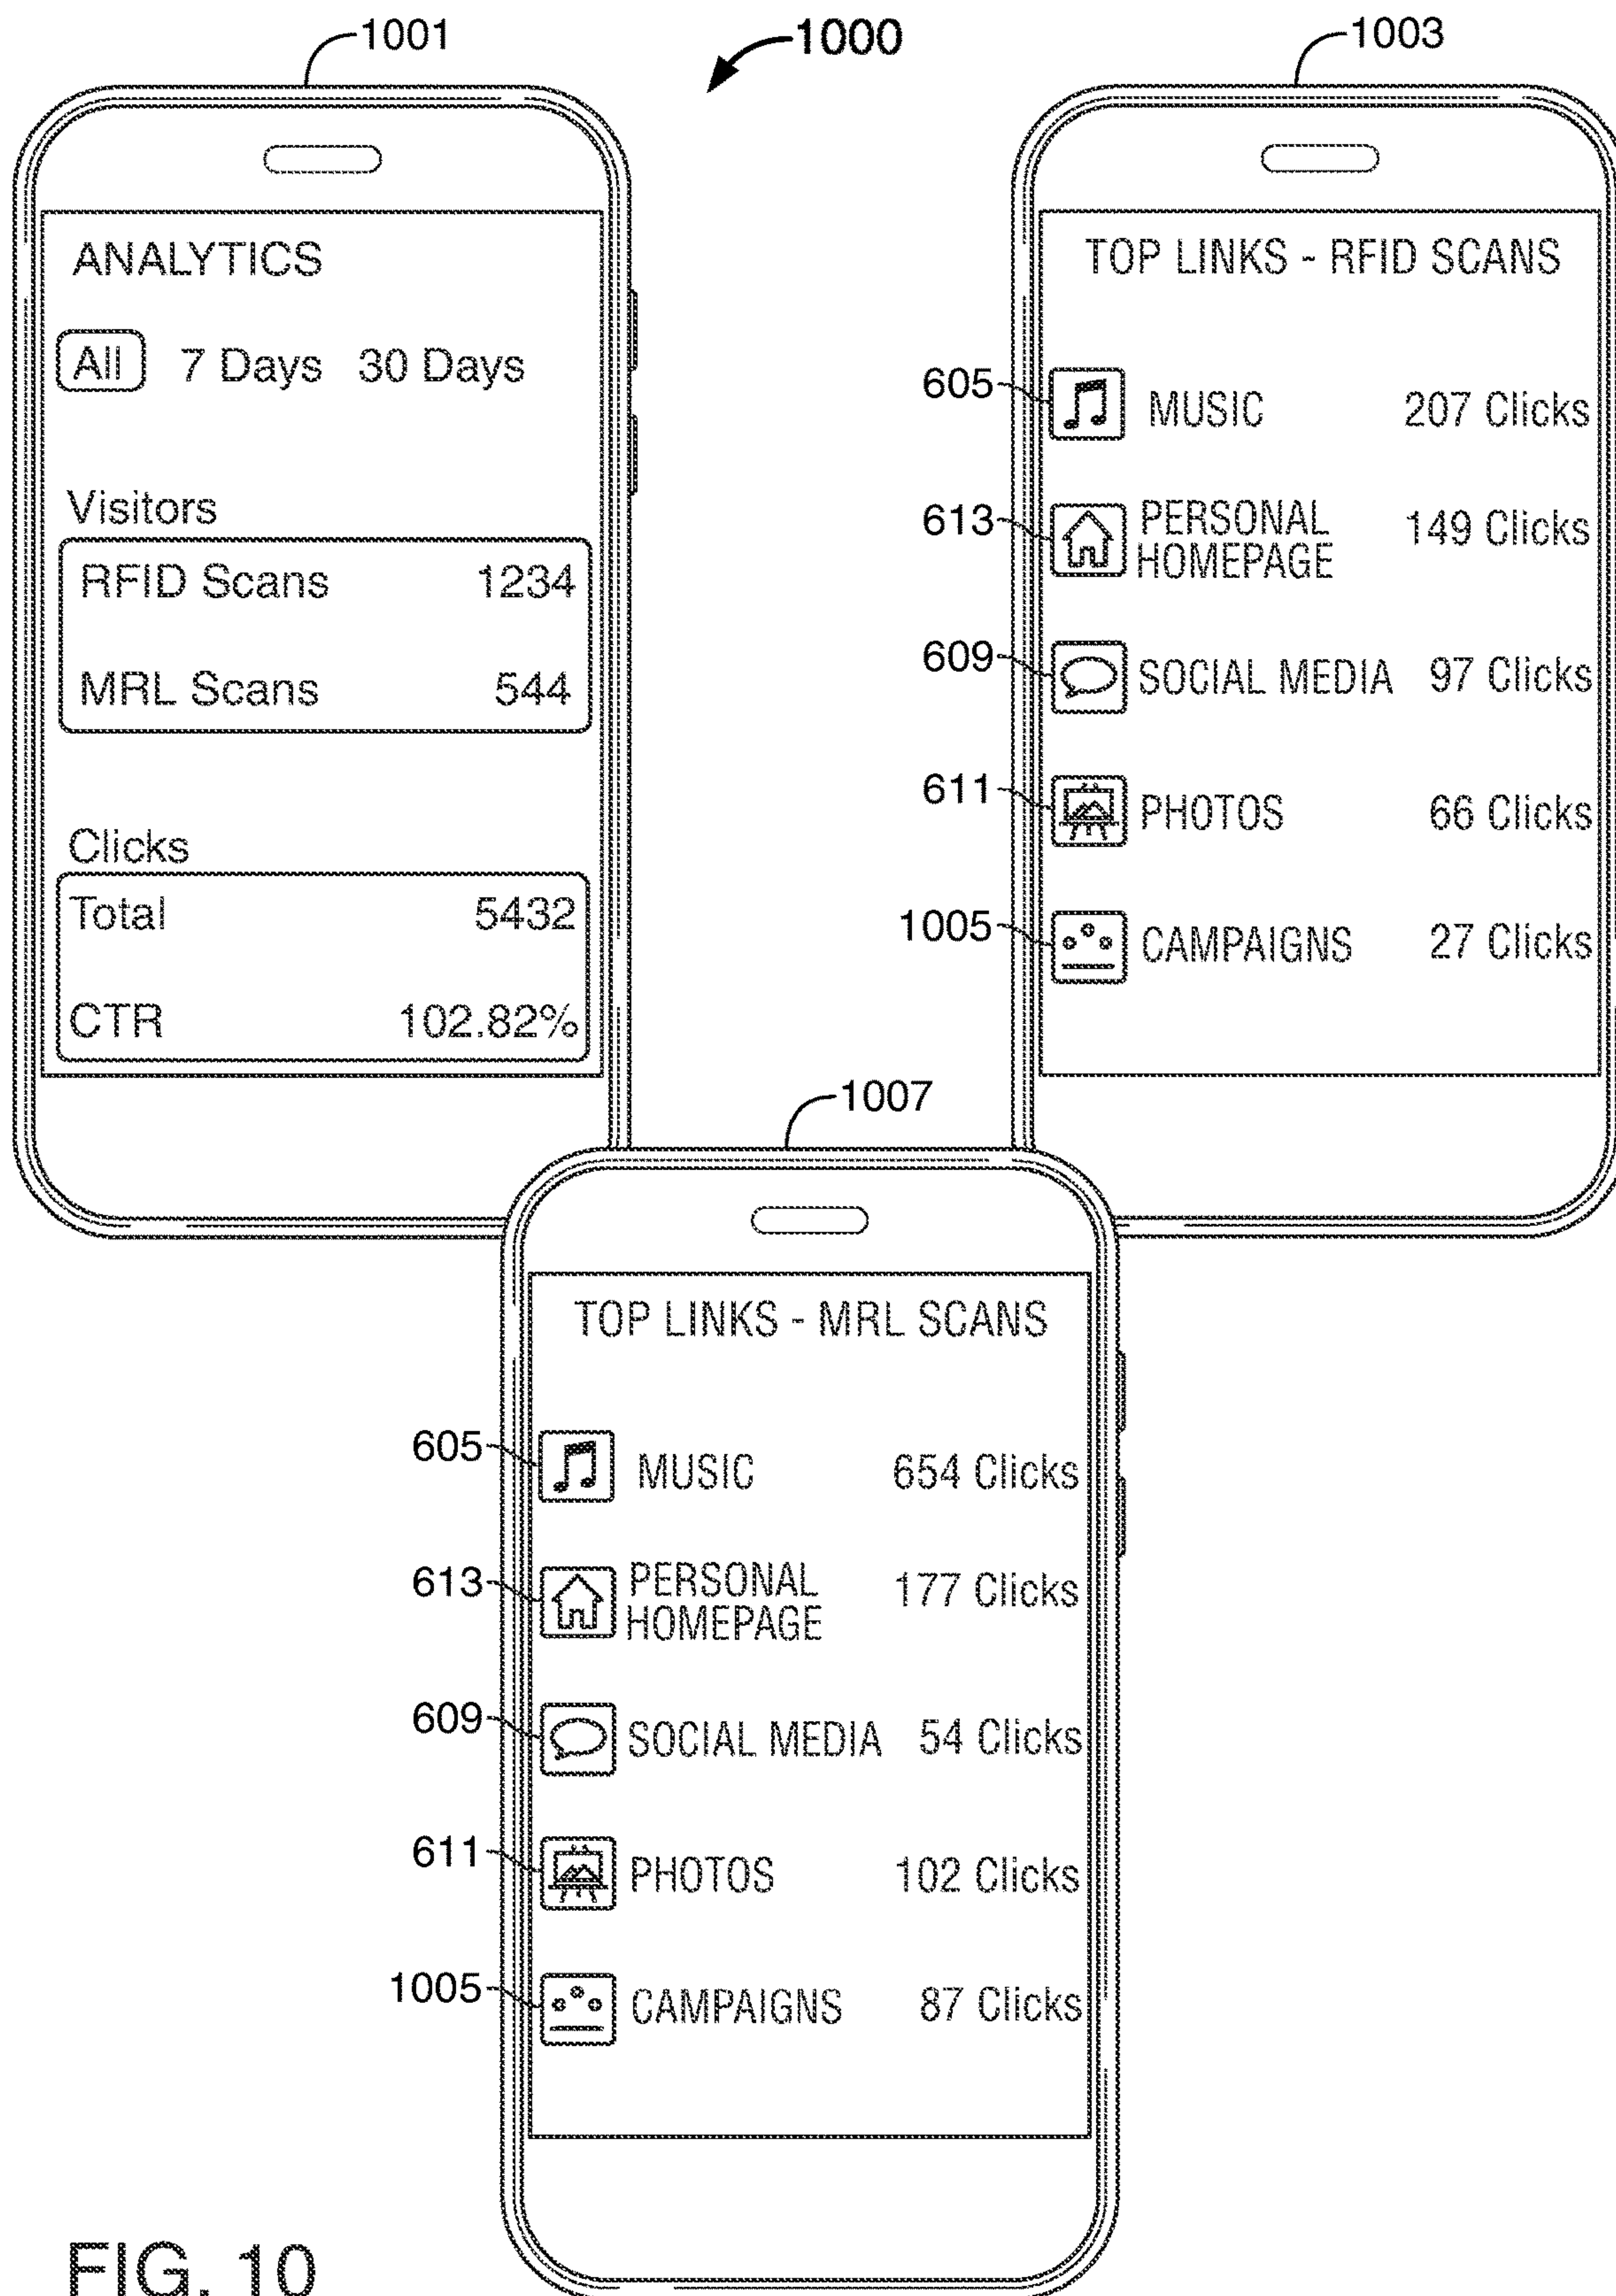 1001
1000
1003
ANALYTICS
All 7 Days 30 Days
Visitors
RFID Scans 1234
MRL Scans 544
Clicks
Total 5432
CTR 102.82%
TOP LINKS - RFID SCANS
605 MUSIC 207 Clicks
613 PERSONAL 149 Clicks
HOMEPAGE
609 SOCIAL MEDIA 97 Clicks
611 PHOTOS 66 Clicks
1005 CAMPAIGNS 27 Clicks
1007
TOP LINKS - MRL SCANS
605 MUSIC 654 Clicks
613 PERSONAL 177 Clicks
HOMEPAGE
609 SOCIAL MEDIA 54 Clicks
611 PHOTOS 102 Clicks
1005 CAMPAIGNS 87 Clicks
FIG. 10